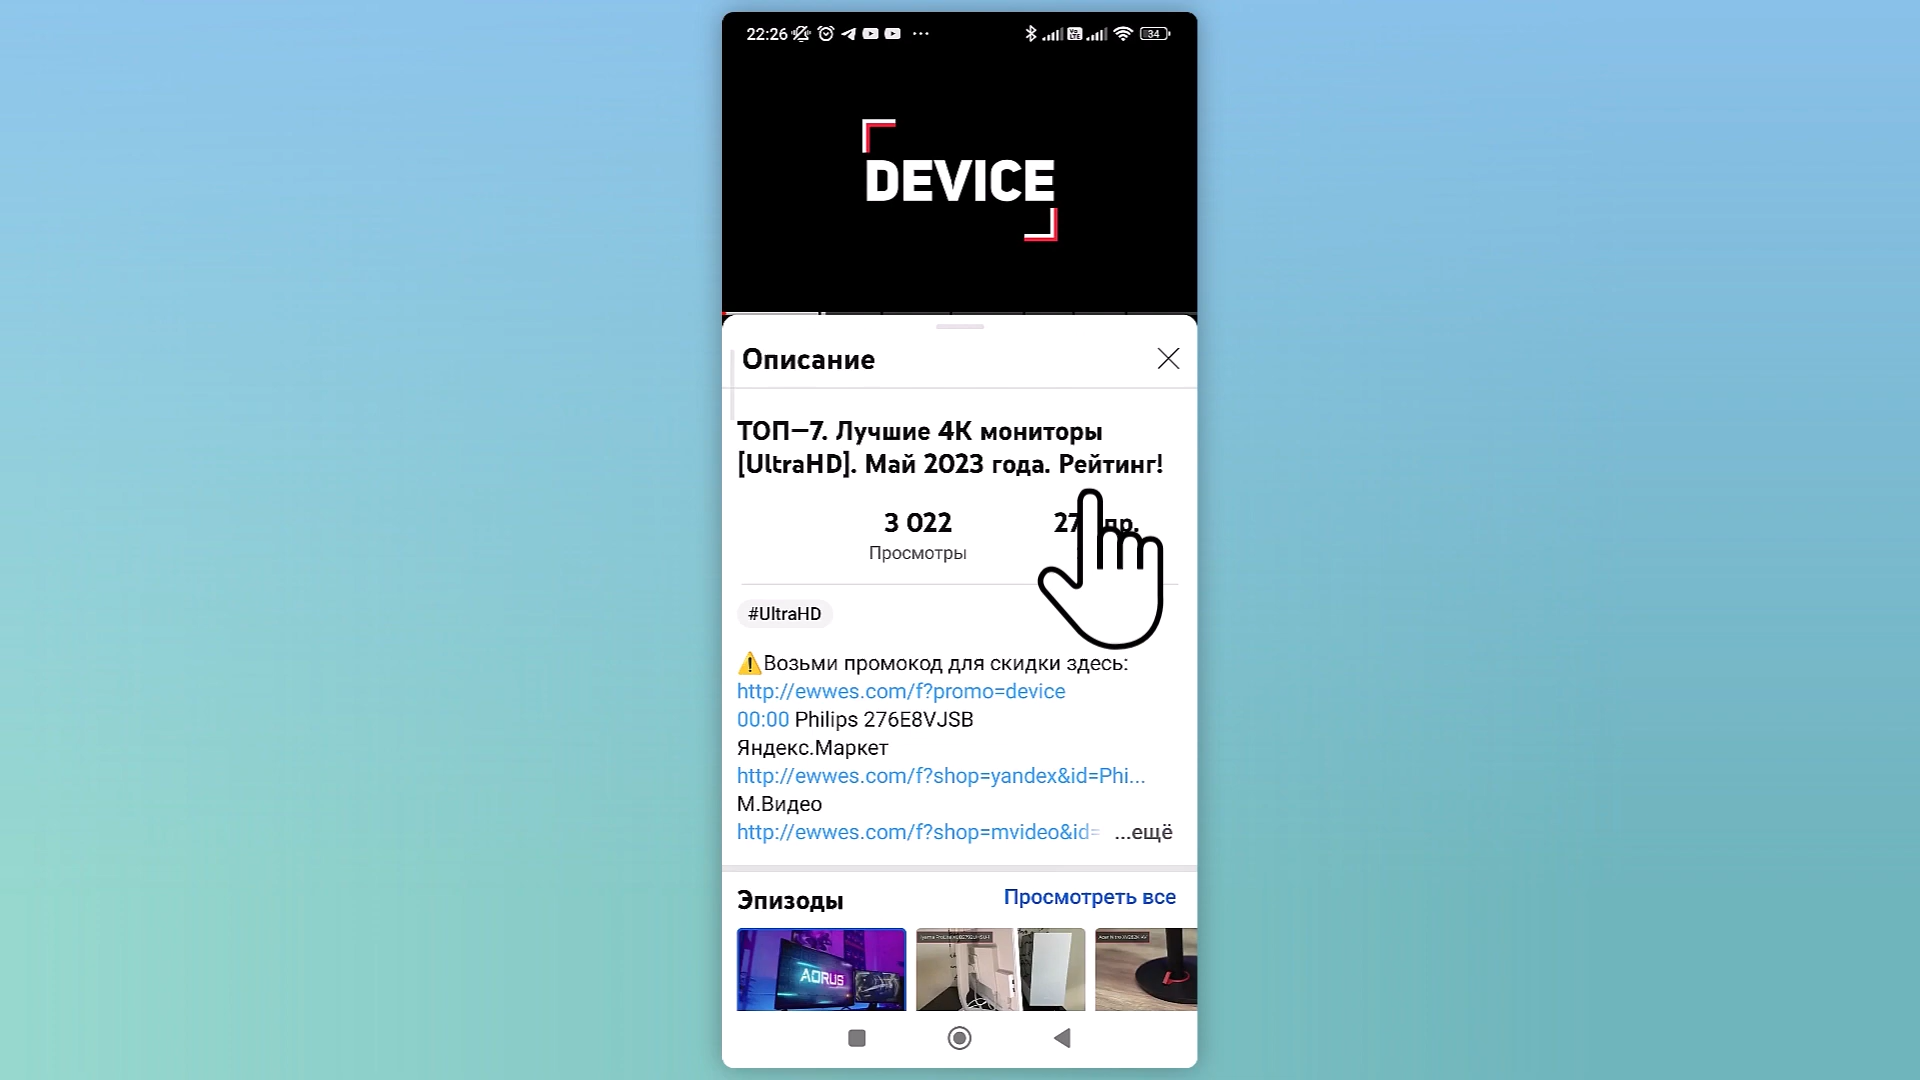 22:26
34
DEVICE
Описание
ТОП—7. Лучшие 4К мониторы
[UltraHD]. Май 2023 года. Рейтинг!
3 022
27
Просмотры
#UltraHD
⚠️Возьми промокод для скидки здесь:
http://ewwes.com/f?promo=device
00:00 Philips 276E8VJSB
Яндекс.Маркет
http://ewwes.com/f?shop=yandex&id=Phi...
М.Видео
http://ewwes.com/f?shop=mvideo&id= ...ещё
Эпизоды
Просмотреть все
AORUS